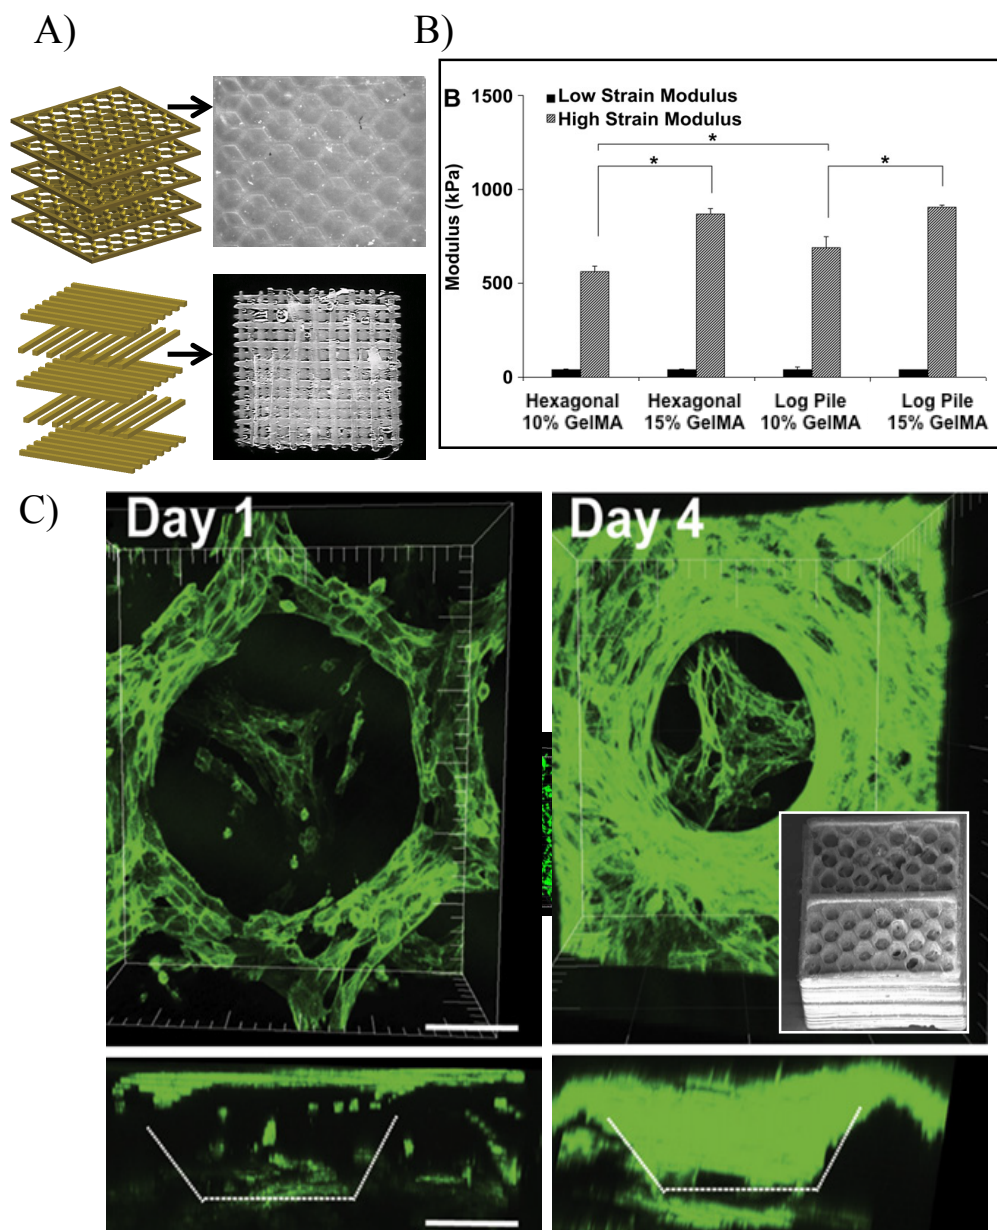 A)
B)
B
1500
Low Strain Modulus
High Strain Modulus
*
*
*
1000
Modulus (kPa)
500
0
Hexagonal
10% GelMA
Hexagonal
15% GelMA
Log Pile
10% GelMA
Log Pile
15% GelMA
C)
Day 1
Day 4